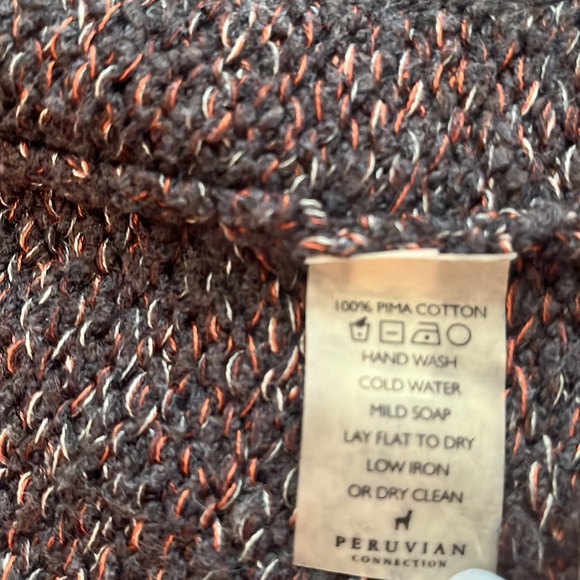 100% PIMA COTTON
HAND WASH
COLD WATER
MILD SOAP
LAY FLAT TO DRY
LOW IRON
OR DRY CLEAN
PERUVIAN
CONNECTION